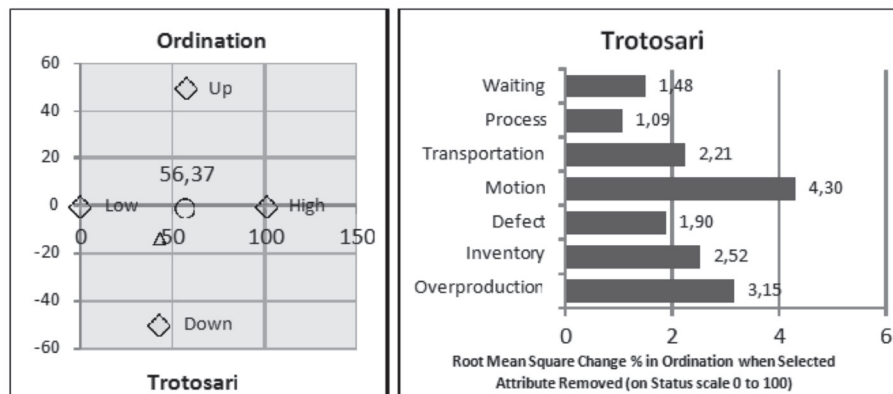 Ordination
60
40
20
0
-20
-40
-60
Up
56,37
Low
High
Down
0
50
100
150
Trotosari
Trotosari
Waiting
Process
Transportation
Motion
Defect
Inventory
Overproduction
1,48
1,09
2,21
4,30
1,90
2,52
3,15
0
2
4
6
Root Mean Square Change % in Ordination when Selected
Attribute Removed (on Status scale 0 to 100)